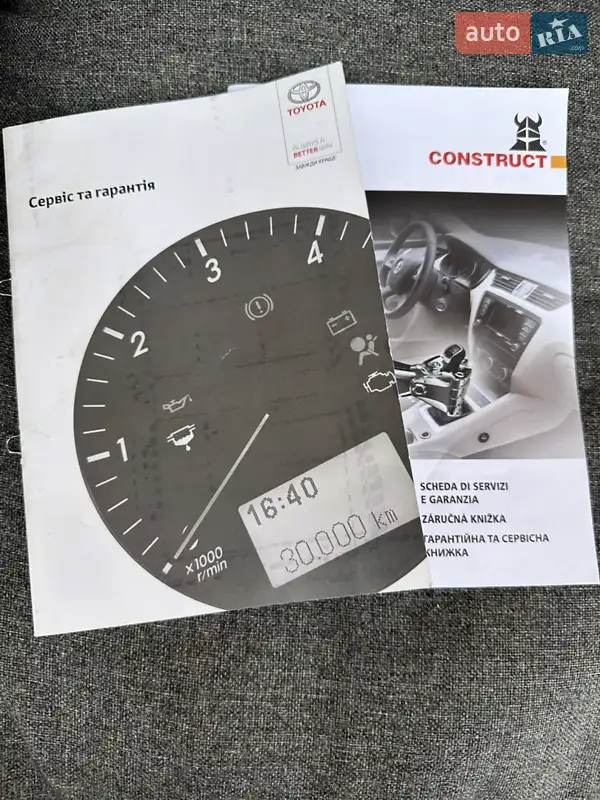 auto RIA.com
TOYOTA
ALWAYS A
BETTER WAY
ЗАВЖДИ КРАЩЕ
Сервіс та гарантія
1
2
3
4
16:40
30.000 km
x1000
r/min
CONSTRUCT
SCHEDA DI SERVIZI
E GARANZIA
ZÁRUČNÁ KNIŽKA
ГАРАНТІЙНА ТА СЕРВІСНА
КНИЖКА